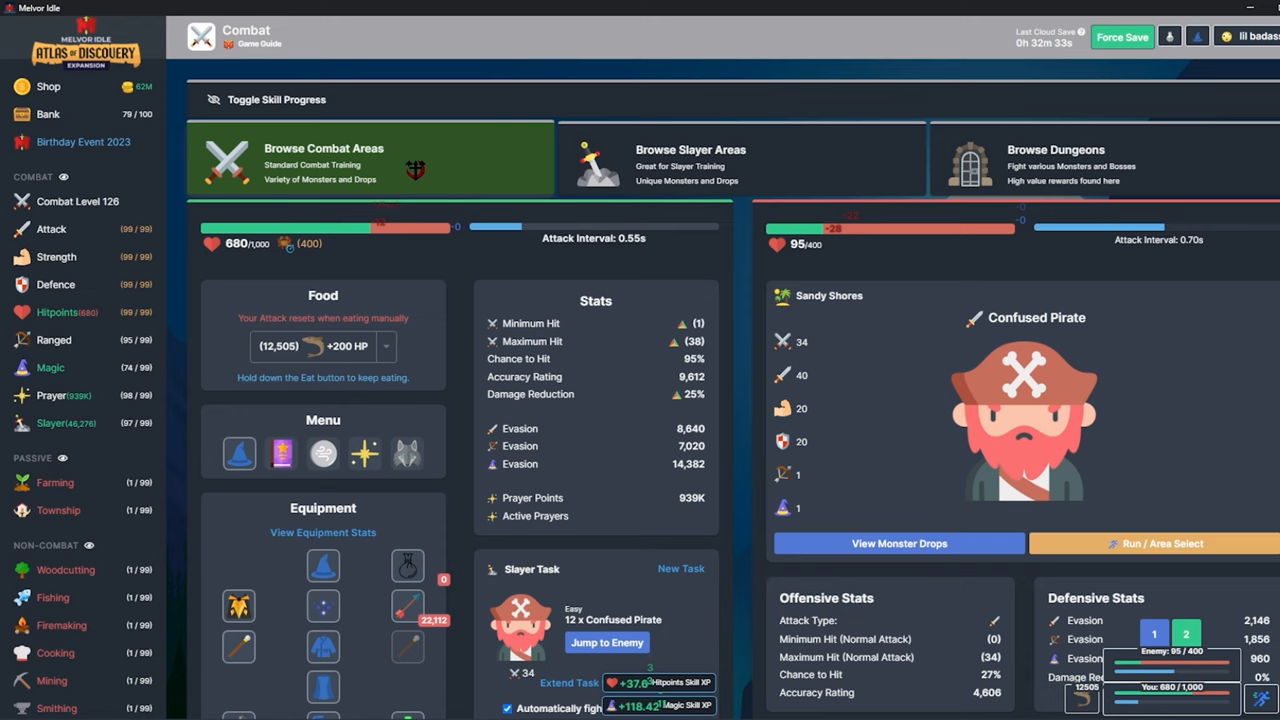 Melvor Idle
MELVOR IDLE
ATLAS OF DISCOVERY
EXPANSION
Shop 62M
Bank 79 / 100
Birthday Event 2023
COMBAT
Combat Level 126
Attack (99 / 99)
Strength (99 / 99)
Defence (99 / 99)
Hitpoints(680) (99 / 99)
Ranged (95 / 99)
Magic (74 / 99)
Prayer(939K) (98 / 99)
Slayer(46,276) (97 / 99)
PASSIVE
Farming (1 / 99)
Township (1 / 99)
NON-COMBAT
Woodcutting (1 / 99)
Fishing (1 / 99)
Firemaking (1 / 99)
Cooking (1 / 99)
Mining (1 / 99)
Smithing (1 / 99)
Combat
Game Guide
Last Cloud Save
0h 32m 33s
Force Save
lil badass
Toggle Skill Progress
Browse Combat Areas
Standard Combat Training
Variety of Monsters and Drops
Browse Slayer Areas
Great for Slayer Training
Unique Monsters and Drops
Browse Dungeons
Fight various Monsters and Bosses
High value rewards found here
-0
680/1,000 (400)
Attack Interval: 0.55s
Food
Your Attack resets when eating manually
(12,505) +200 HP
Hold down the Eat button to keep eating.
Menu
Equipment
View Equipment Stats
0
22,112
Stats
Minimum Hit (1)
Maximum Hit (38)
Chance to Hit 95%
Accuracy Rating 9,612
Damage Reduction 25%
Evasion 8,640
Evasion 7,020
Evasion 14,382
Prayer Points 939K
Active Prayers
Slayer Task New Task
Easy
12 x Confused Pirate
Jump to Enemy
34
Extend Task
+37.6 Hitpoints Skill XP
+118.42 Magic Skill XP
3
Automatically figh
-22
-28
-0
-0
95/400
Attack Interval: 0.70s
Sandy Shores
Confused Pirate
34
40
20
20
1
1
View Monster Drops
Run / Area Select
Offensive Stats
Attack Type:
Minimum Hit (Normal Attack) (0)
Maximum Hit (Normal Attack) (34)
Chance to Hit 27%
Accuracy Rating 4,606
Defensive Stats
Evasion 2,146
Evasion 1,856
Evasion 960
Damage Re 0%
1 2
Enemy: 95 / 400
12505
You: 680 / 1,000